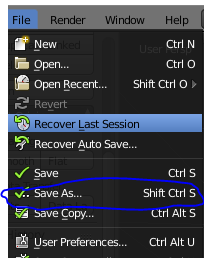 File Render Window Help
New Ctrl N
Open... Ctrl O
Open Recent... Shift Ctrl O
Revert
Recover Last Session
Recover Auto Save...
Save Ctrl S
Save As... Shift Ctrl S
Save Copy... Ctrl Alt S
User Preferences... Ctrl Alt U